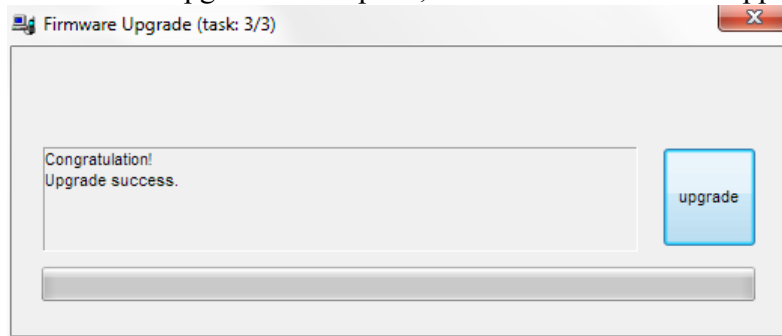 Firmware Upgrade (task: 3/3)
Congratulation!
Upgrade success.
upgrade